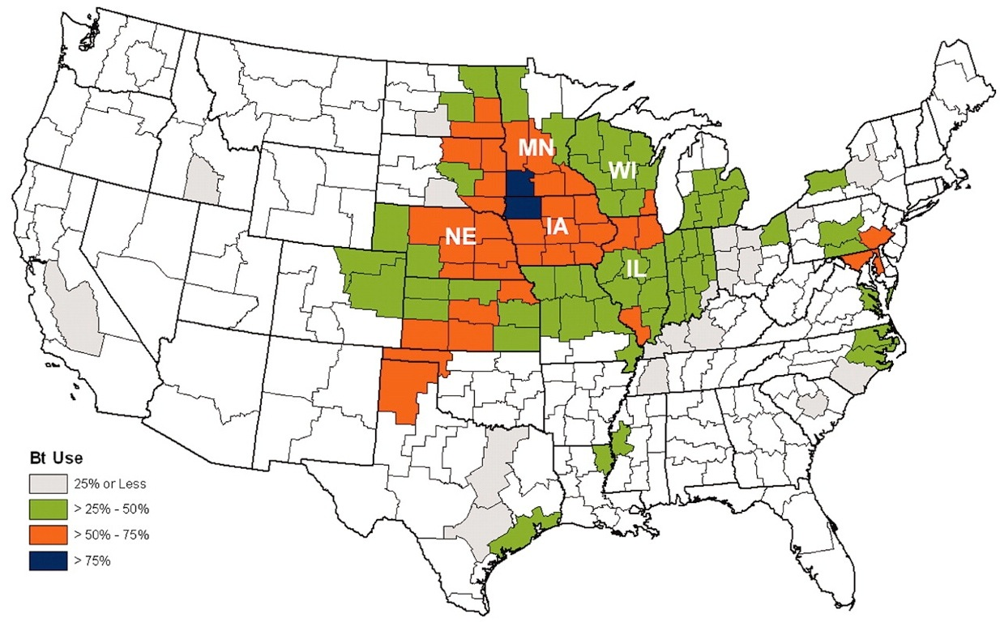 MN
WI
NE
IA
IL
Bt Use
25% or Less
> 25% - 50%
> 50% - 75%
> 75%